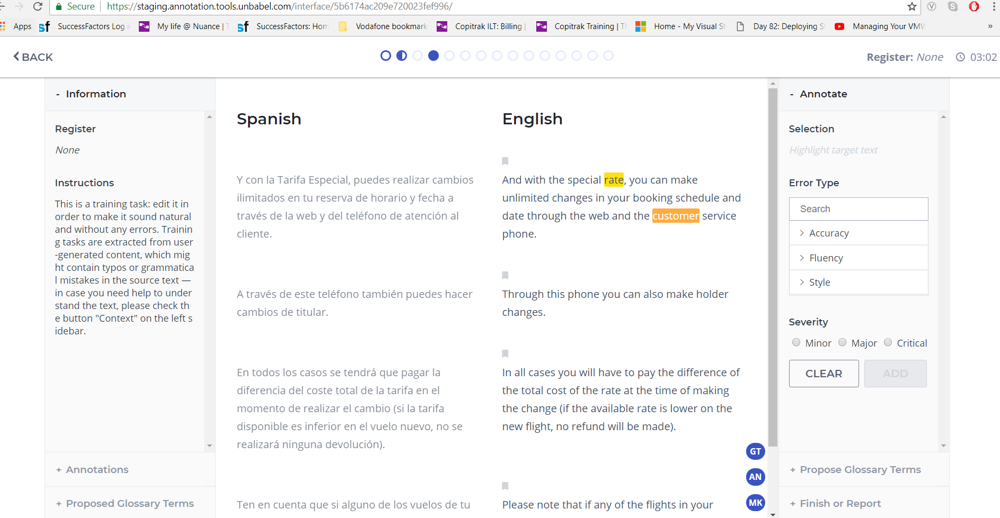 Secure https://staging.annotation.tools.unbabel.com/interface/5b6174ac209e720023fef996/
Apps SuccessFactors Log i My life @ Nuance | T SuccessFactors: Hom Vodafone bookmark Copitrak ILT: Billing | Copitrak Training | Th Home - My Visual St Day 82: Deploying S Managing Your VMW »
BACK
Register: None 03:02
- Information
Register
None
Instructions
This is a training task: edit it in
order to make it sound natural
and without any errors. Trainin
g tasks are extracted from user
-generated content, which mig
ht contain typos or grammatica
l mistakes in the source text —
in case you need help to under
stand the text, please check th
e button "Context" on the left s
idebar.
+ Annotations
+ Proposed Glossary Terms
Spanish
Y con la Tarifa Especial, puedes realizar cambios
ilimitados en tu reserva de horario y fecha a
través de la web y del teléfono de atención al
cliente.
A través de este teléfono también puedes hacer
cambios de titular.
En todos los casos se tendrá que pagar la
diferencia del coste total de la tarifa en el
momento de realizar el cambio (si la tarifa
disponible es inferior en el vuelo nuevo, no se
realizará ninguna devolución).
Ten en cuenta que si alguno de los vuelos de tu
English
And with the special rate, you can make
unlimited changes in your booking schedule and
date through the web and the customer service
phone.
Through this phone you can also make holder
changes.
In all cases you will have to pay the difference of
the total cost of the rate at the time of making
the change (if the available rate is lower on the
new flight, no refund will be made).
Please note that if any of the flights in your
GT
AN
MK
- Annotate
Selection
Highlight target text
Error Type
Search
Accuracy
Fluency
Style
Severity
Minor Major Critical
CLEAR ADD
+ Propose Glossary Terms
+ Finish or Report